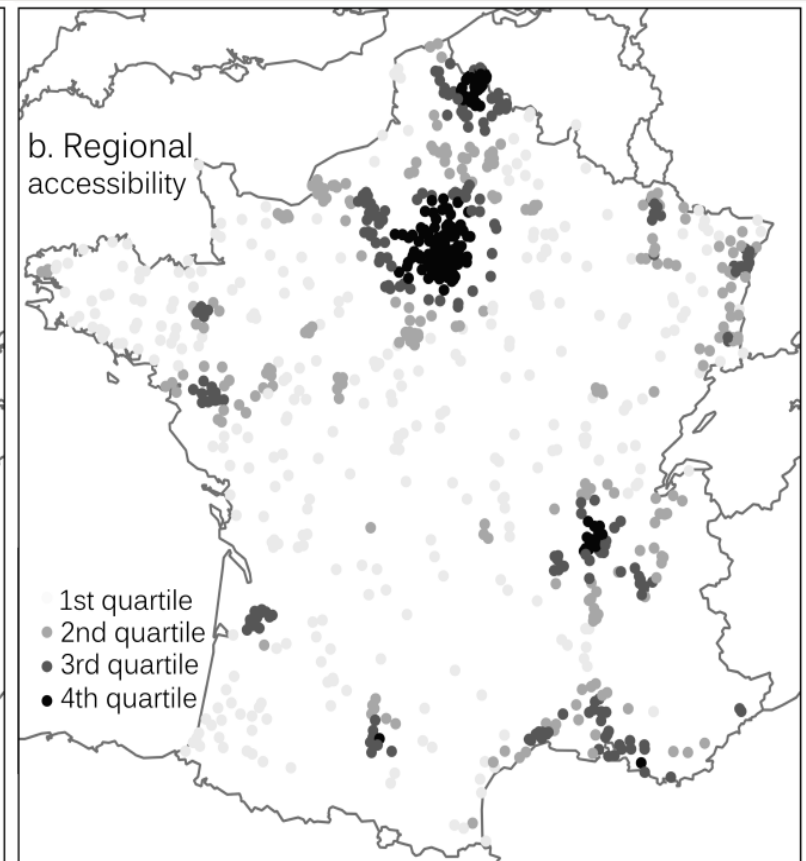 b. Regional
accessibility
1st quartile
2nd quartile
3rd quartile
4th quartile